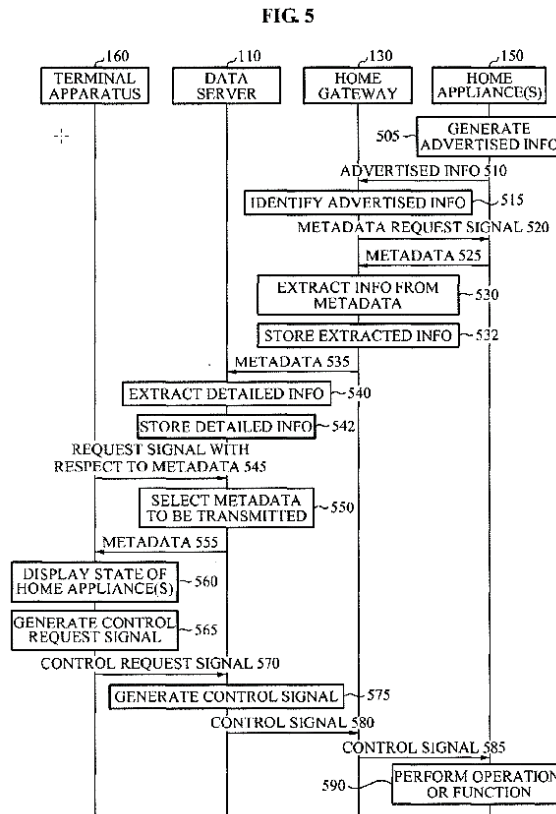 FIG. 5
160 110 130 150
TERMINAL APPARATUS
DATA SERVER
HOME GATEWAY
HOME APPLIANCE(S)
505
GENERATE
ADVERTISED INFO
ADVERTISED INFO 510
IDENTIFY ADVERTISED INFO 515
METADATA REQUEST SIGNAL 520
METADATA 525
EXTRACT INFO FROM
METADATA 530
STORE EXTRACTED INFO 532
METADATA 535
EXTRACT DETAILED INFO 540
STORE DETAILED INFO 542
REQUEST SIGNAL WITH
RESPECT TO METADATA 545
SELECT METADATA
TO BE TRANSMITTED 550
METADATA 555
DISPLAY STATE OF
HOME APPLIANCE(S) 560
GENERATE CONTROL
REQUEST SIGNAL 565
CONTROL REQUEST SIGNAL 570
GENERATE CONTROL SIGNAL 575
CONTROL SIGNAL 580
CONTROL SIGNAL 585
590
PERFORM OPERATION
OR FUNCTION